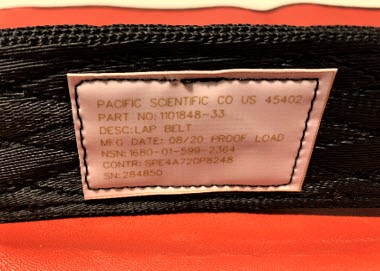 PACIFIC SCIENTIFIC CO US 45402
PART NO: 1101848-33
DESC: LAP BELT
MFG DATE: 08/20 PROOF LOAD
NSN: 1680-01-599-2364
CONTR: SPE4A720P8248
SN: 284850